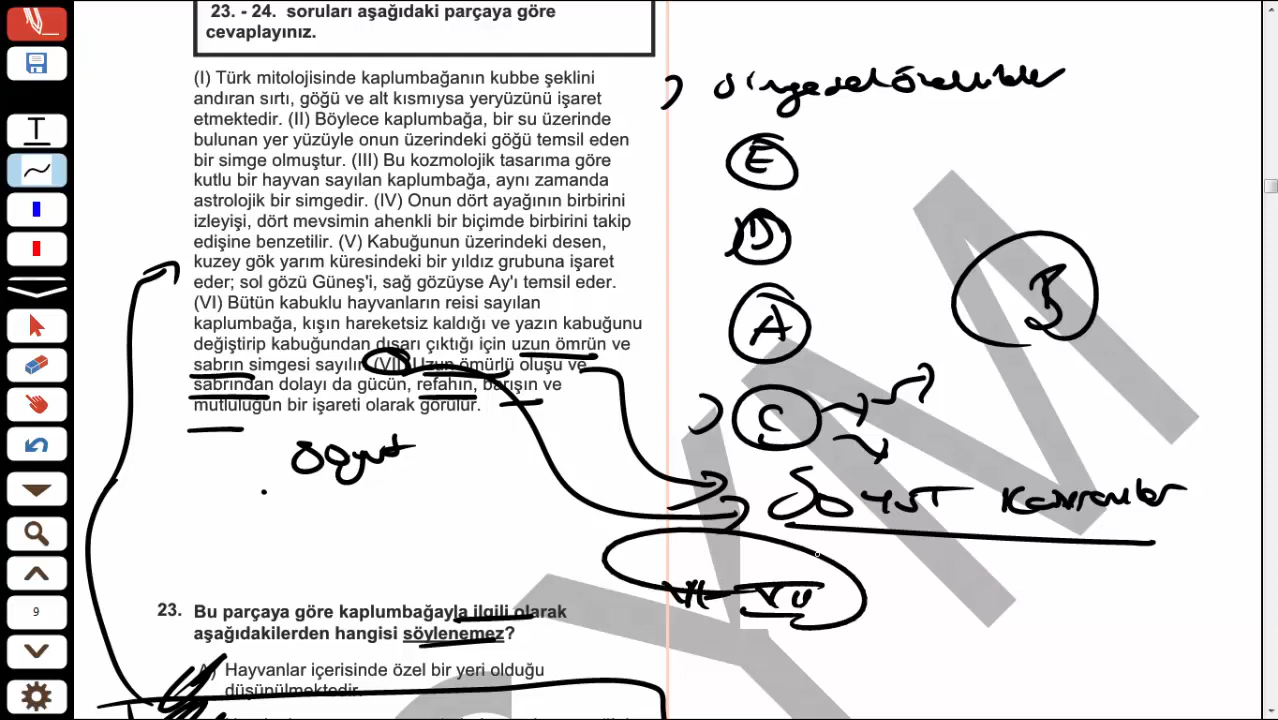 23. - 24. soruları aşağıdaki parçaya göre
cevaplayınız.
(I) Türk mitolojisinde kaplumbağanın kubbe şeklini
andıran sırtı, göğü ve alt kısmıysa yeryüzünü işaret
etmektedir. (II) Böylece kaplumbağa, bir su üzerinde
bulunan yer yüzüyle onun üzerindeki göğü temsil eden
bir simge olmuştur. (III) Bu kozmolojik tasarıma göre
kutlu bir hayvan sayılan kaplumbağa, aynı zamanda
astrolojik bir simgedir. (IV) Onun dört ayağının birbirini
izleyişi, dört mevsimin ahenkli bir biçimde birbirini takip
edişine benzetilir. (V) Kabuğunun üzerindeki desen,
kuzey gök yarım küresindeki bir yıldız grubuna işaret
eder; sol gözü Güneş'i, sağ gözüyse Ay'ı temsil eder.
(VI) Bütün kabuklu hayvanların reisi sayılan
kaplumbağa, kışın hareketsiz kaldığı ve yazın kabuğunu
değiştirip kabuğundan dışarı çıktığı için uzun ömrün ve
sabrın simgesi sayılır. (VII) Uzun ömürlü oluşu ve
sabrından dolayı da gücün, refahın, barışın ve
mutluluğun bir işareti olarak görülür.
soyut
23. Bu parçaya göre kaplumbağayla ilgili olarak
aşağıdakilerden hangisi söylenemez?
A) Hayvanlar içerisinde özel bir yeri olduğu
düşünülmektedir.
simgesel özellikler
E
D
A
C
B
soyut kavramlar
VI - VII
T
9